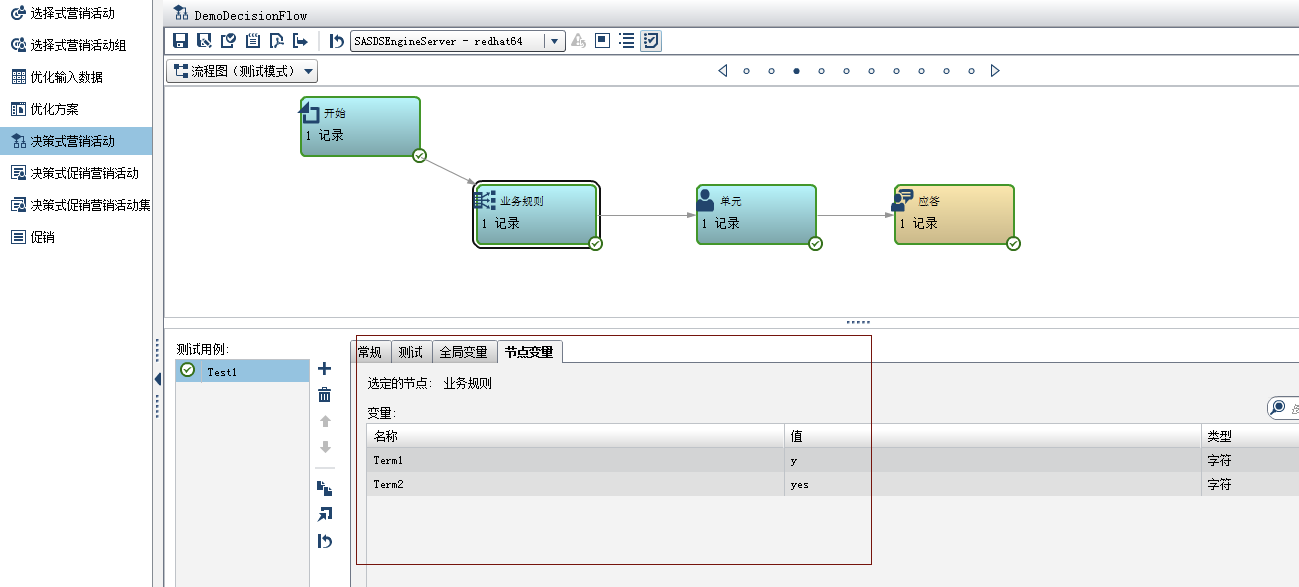 选择式营销活动
选择式营销活动组
优化输入数据
优化方案
决策式营销活动
决策式促销营销活动
决策式促销营销活动集
促销
DemoDecisionFlow
SASDSEngineServer - redhat64
流程图（测试模式）
开始
1 记录
业务规则
1 记录
单元
1 记录
应答
1 记录
测试用例:
Test1
常规 测试 全局变量 节点变量
选定的节点: 业务规则
变量:
名称 值 类型
Term1 y 字符
Term2 yes 字符